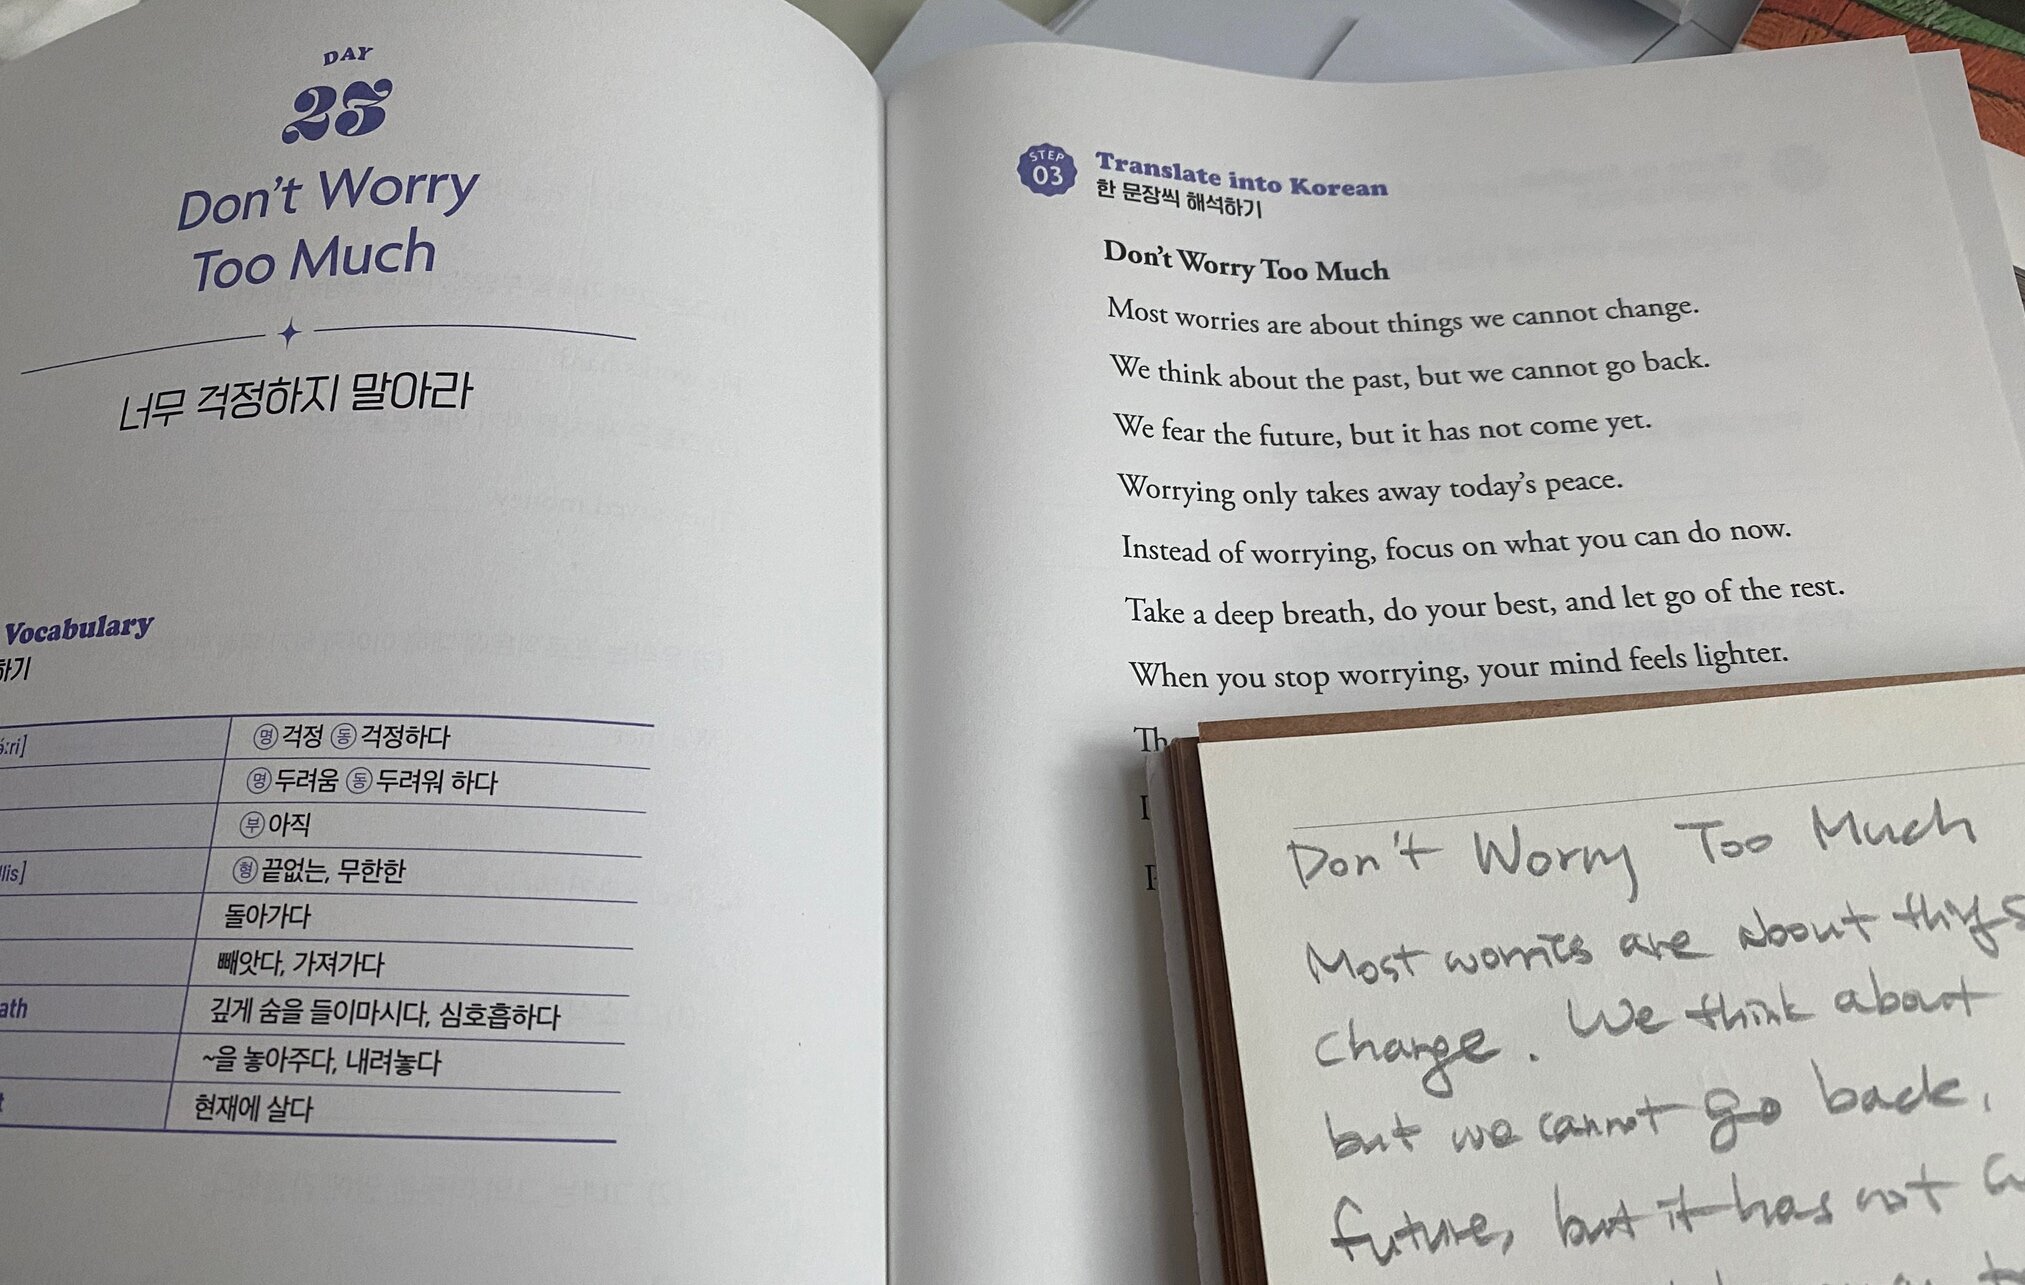 DAY
25
Don't Worry
Too Much
너무 걱정하지 말아라
Vocabulary
하기
ə́:ri] 명 걱정 동 걱정하다
명 두려움 동 두려워 하다
부 아직
lis] 형 끝없는, 무한한
돌아가다
빼앗다, 가져가다
ath 깊게 숨을 들이마시다, 심호흡하다
~을 놓아주다, 내려놓다
t 현재에 살다
STEP
03
Translate into Korean
한 문장씩 해석하기
Don't Worry Too Much
Most worries are about things we cannot change.
We think about the past, but we cannot go back.
We fear the future, but it has not come yet.
Worrying only takes away today's peace.
Instead of worrying, focus on what you can do now.
Take a deep breath, do your best, and let go of the rest.
When you stop worrying, your mind feels lighter.
Th
Don't Worry Too Much
Most worries are about things
change. We think about
but we cannot go back.
future, but it has not